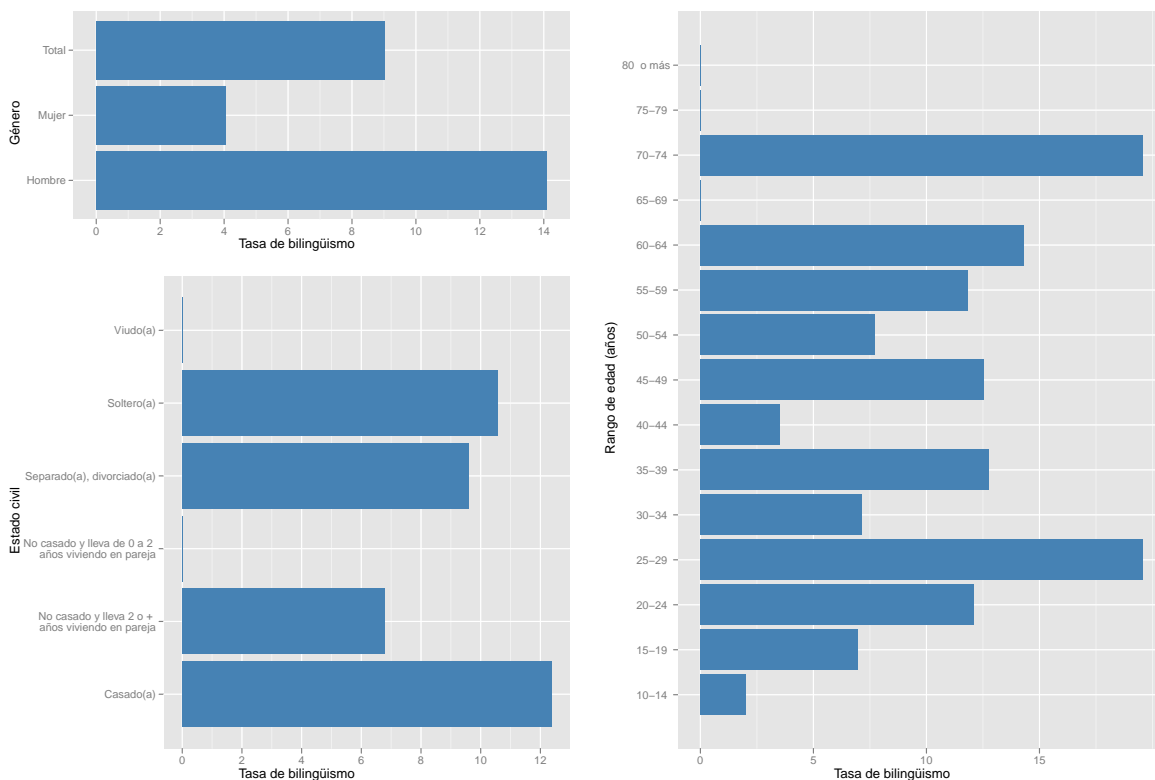 Género
Total
Mujer
Hombre
0 2 4 6 8 10 12 14
Tasa de bilingüismo
Estado civil
Viudo(a)
Soltero(a)
Separado(a), divorciado(a)
No casado y lleva de 0 a 2
años viviendo en pareja
No casado y lleva 2 o +
años viviendo en pareja
Casado(a)
0 2 4 6 8 10 12
Tasa de bilingüismo
Rango de edad (años)
80 o más
75−79
70−74
65−69
60−64
55−59
50−54
45−49
40−44
35−39
30−34
25−29
20−24
15−19
10−14
0 5 10 15
Tasa de bilingüismo